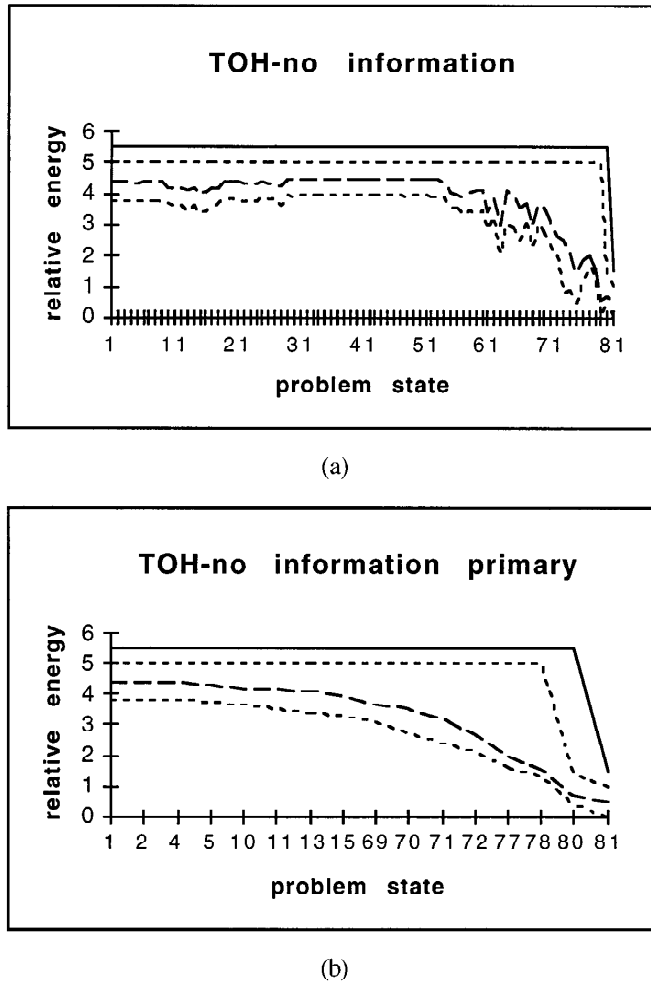 TOH-no information
6
5
4
3
2
1
0
relative energy
1 11 21 31 41 51 61 71 81
problem state
(a)
TOH-no information primary
6
5
4
3
2
1
0
relative energy
1 2 4 5 10 11 13 15 69 70 71 72 77 78 80 81
problem state
(b)